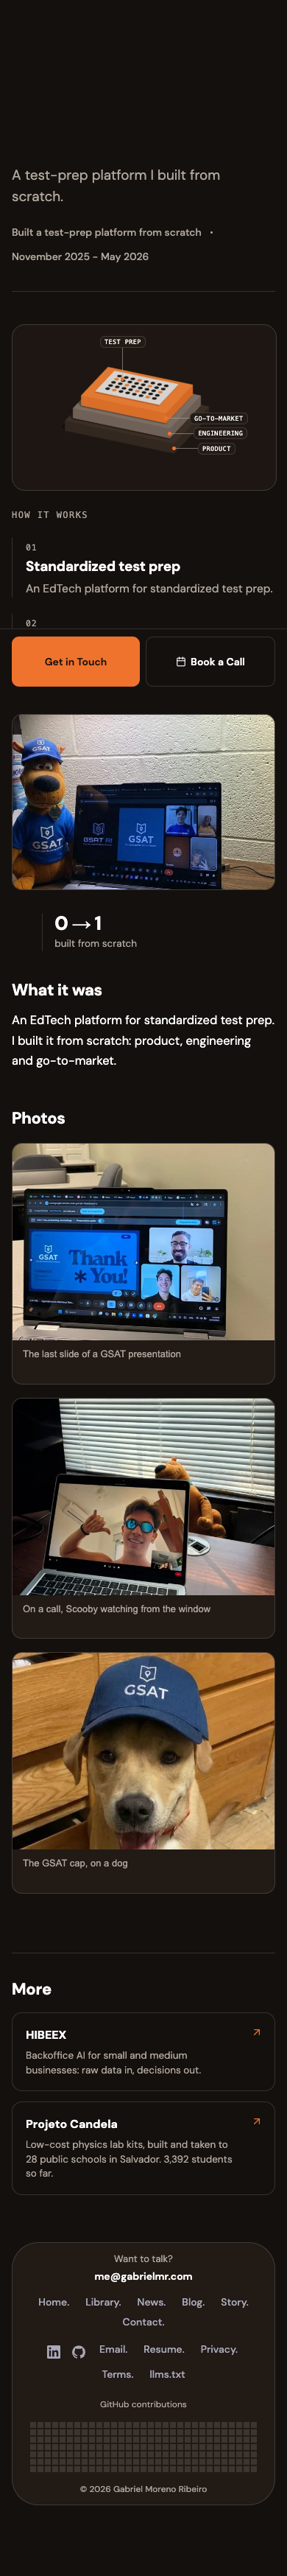 A test-prep platform I built from
scratch.
Built a test-prep platform from scratch •
November 2025 - May 2026
TEST PREP
GO-TO-MARKET
ENGINEERING
PRODUCT
HOW IT WORKS
01
Standardized test prep
An EdTech platform for standardized test prep.
02
Get in Touch
Book a Call
GSAT
GSAT
GSAT AI
GSAT
0→1
built from scratch
What it was
An EdTech platform for standardized test prep.
I built it from scratch: product, engineering
and go-to-market.
Photos
GSAT
Thank
*You!
The last slide of a GSAT presentation
On a call, Scooby watching from the window
GSAT
The GSAT cap, on a dog
More
HIBEEX
Backoffice AI for small and medium
businesses: raw data in, decisions out.
Projeto Candela
Low-cost physics lab kits, built and taken to
28 public schools in Salvador. 3,392 students
so far.
Want to talk?
me@gabrielmr.com
Home. Library. News. Blog. Story.
Contact.
Email. Resume. Privacy.
Terms. llms.txt
GitHub contributions
© 2026 Gabriel Moreno Ribeiro